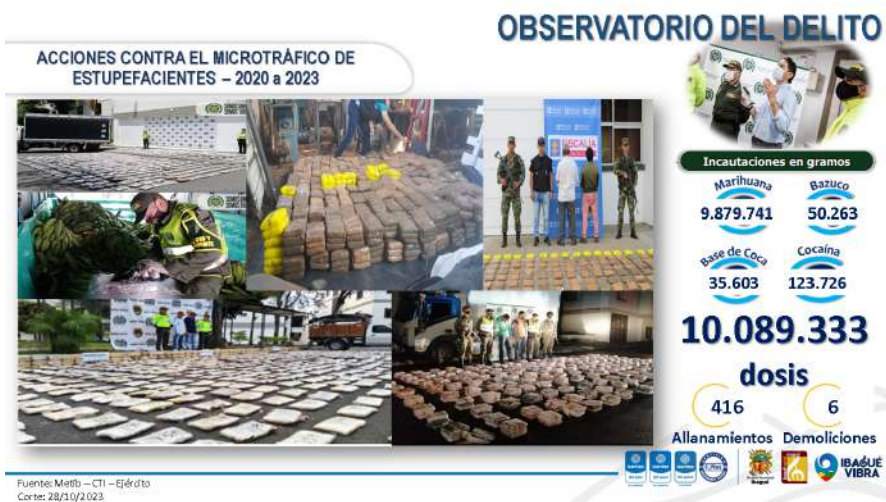 OBSERVATORIO DEL DELITO
ACCIONES CONTRA EL MICROTRÁFICO DE
ESTUPEFACIENTES – 2020 a 2023
FISCALIA
Incautaciones en gramos
Marihuana
Bazuco
9.879.741
50.263
Base de Coca
Cocaína
35.603
123.726
10.089.333
dosis
416
6
Allanamientos
Demoliciones
IBAGUÉ
VIBRA
Fuente: Metib – CTI – Ejército
Corte: 28/10/2023